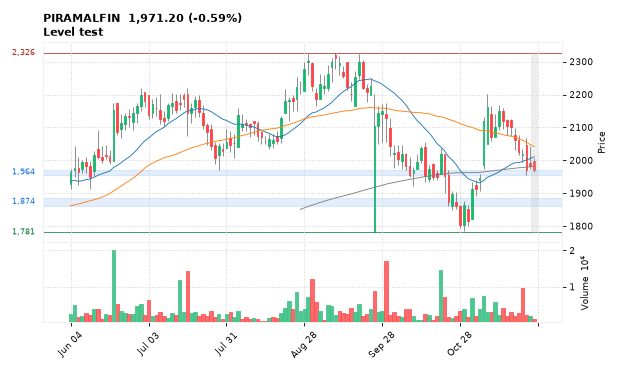 PIRAMALFIN 1,971.20 (-0.59%)
Level test
2,326
1,964
1,874
1,781
2300
2200
2100
2000
1900
1800
Price
2
1
Volume 10⁶
Jun 04
Jul 03
Jul 31
Aug 28
Sep 28
Oct 28